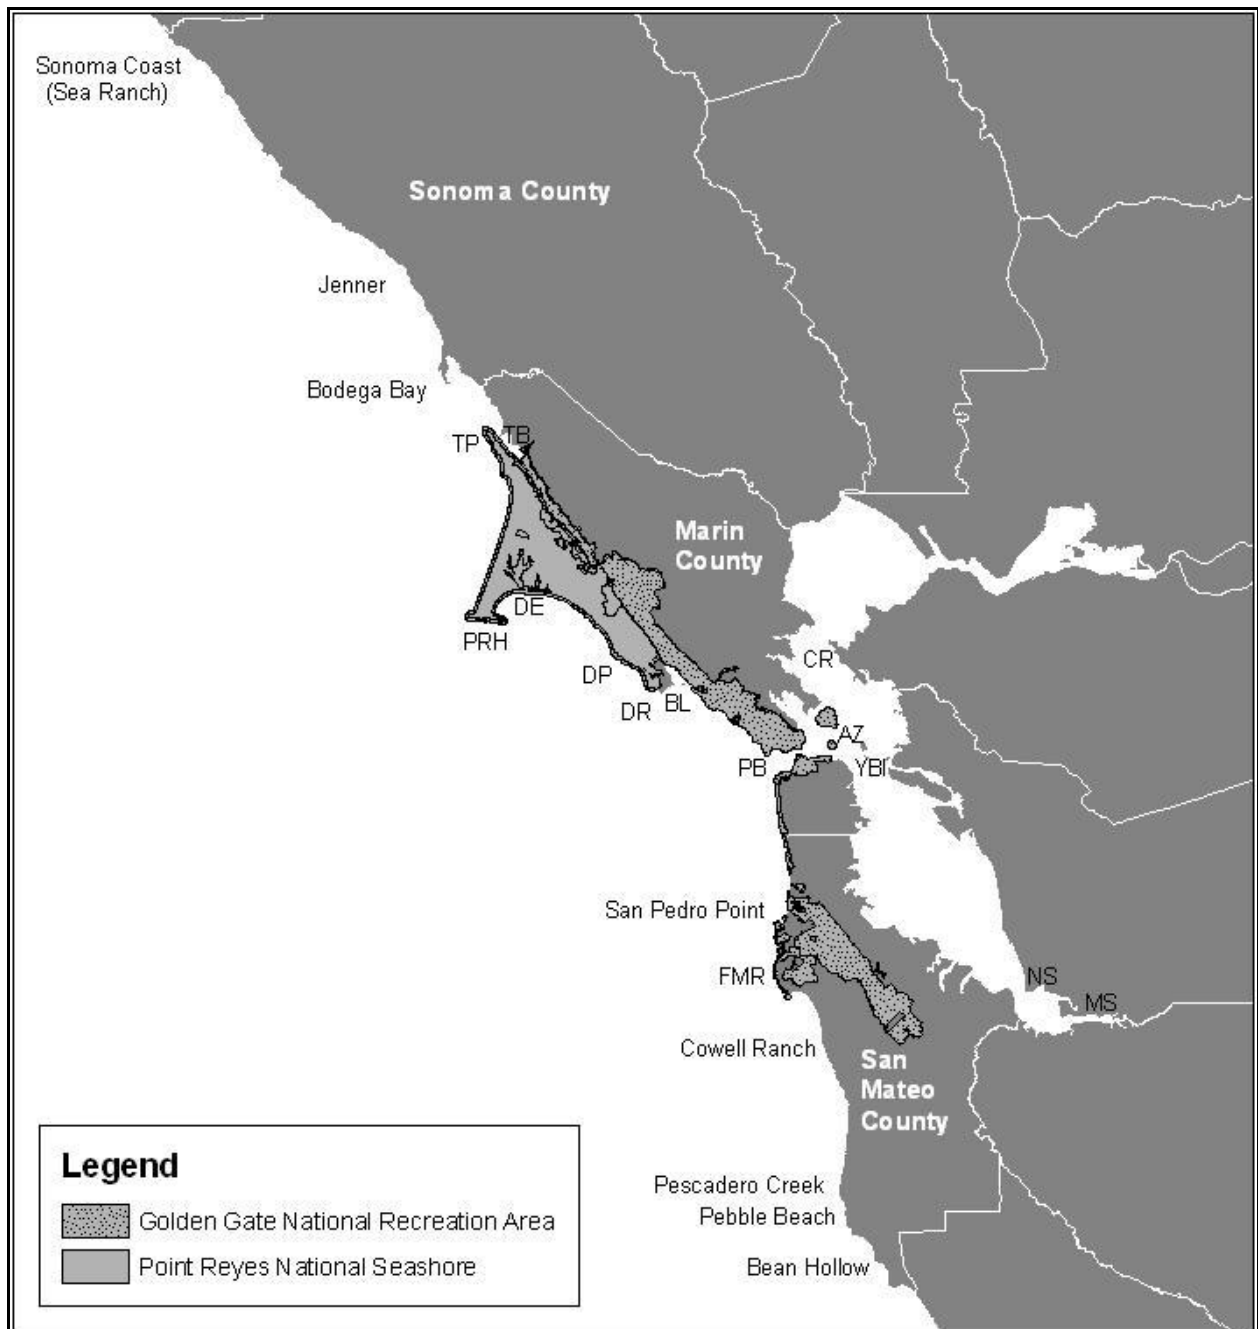 Sonoma Coast
(Sea Ranch)
Sonoma County
Jenner
Bodega Bay
TP
TB
Marin
County
DE
PRH
CR
DP
DR
BL
AZ
PB
YBI
San Pedro Point
FMR
NS
MS
Cowell Ranch
San
Mateo
County
Pescadero Creek
Pebble Beach
Bean Hollow
Legend
Golden Gate National Recreation Area
Point Reyes National Seashore